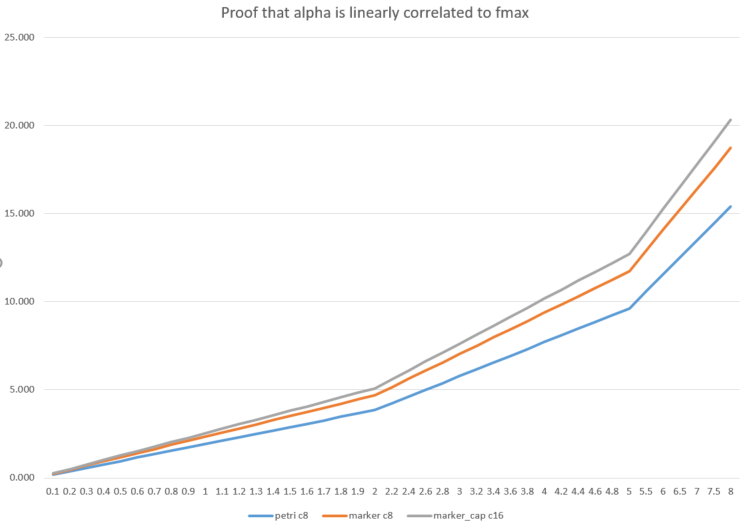 Proof that alpha is linearly correlated to fmax
25.000
20.000
15.000
10.000
5.000
0.000
0.1 0.2 0.3 0.4 0.5 0.6 0.7 0.8 0.9 1 1.1 1.2 1.3 1.4 1.5 1.6 1.7 1.8 1.9 2 2.2 2.4 2.6 2.8 3 3.2 3.4 3.6 3.8 4 4.2 4.4 4.6 4.8 5 5.5 6 6.5 7 7.5 8
petri c8 marker c8 marker_cap c16